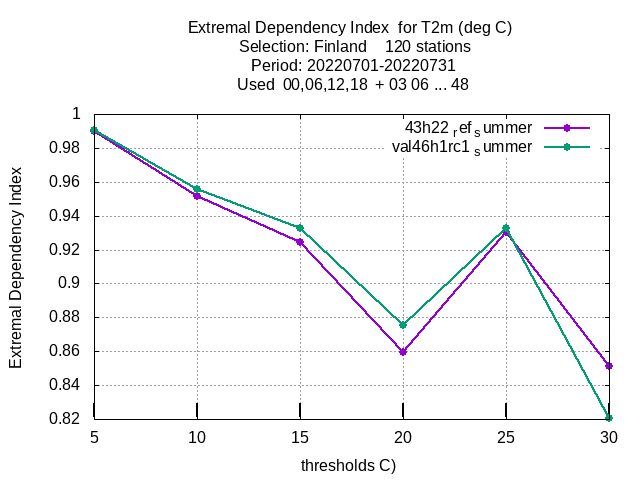 Extremal Dependency Index  for T2m (deg C)
Selection: Finland    120 stations
Period: 20220701-20220731
Used  00,06,12,18  + 03 06 ... 48
43h22 ref summer
val46h1rc1 summer
Extremal Dependency Index
1
0.98
0.96
0.94
0.92
0.9
0.88
0.86
0.84
0.82
5 10 15 20 25 30
thresholds C)